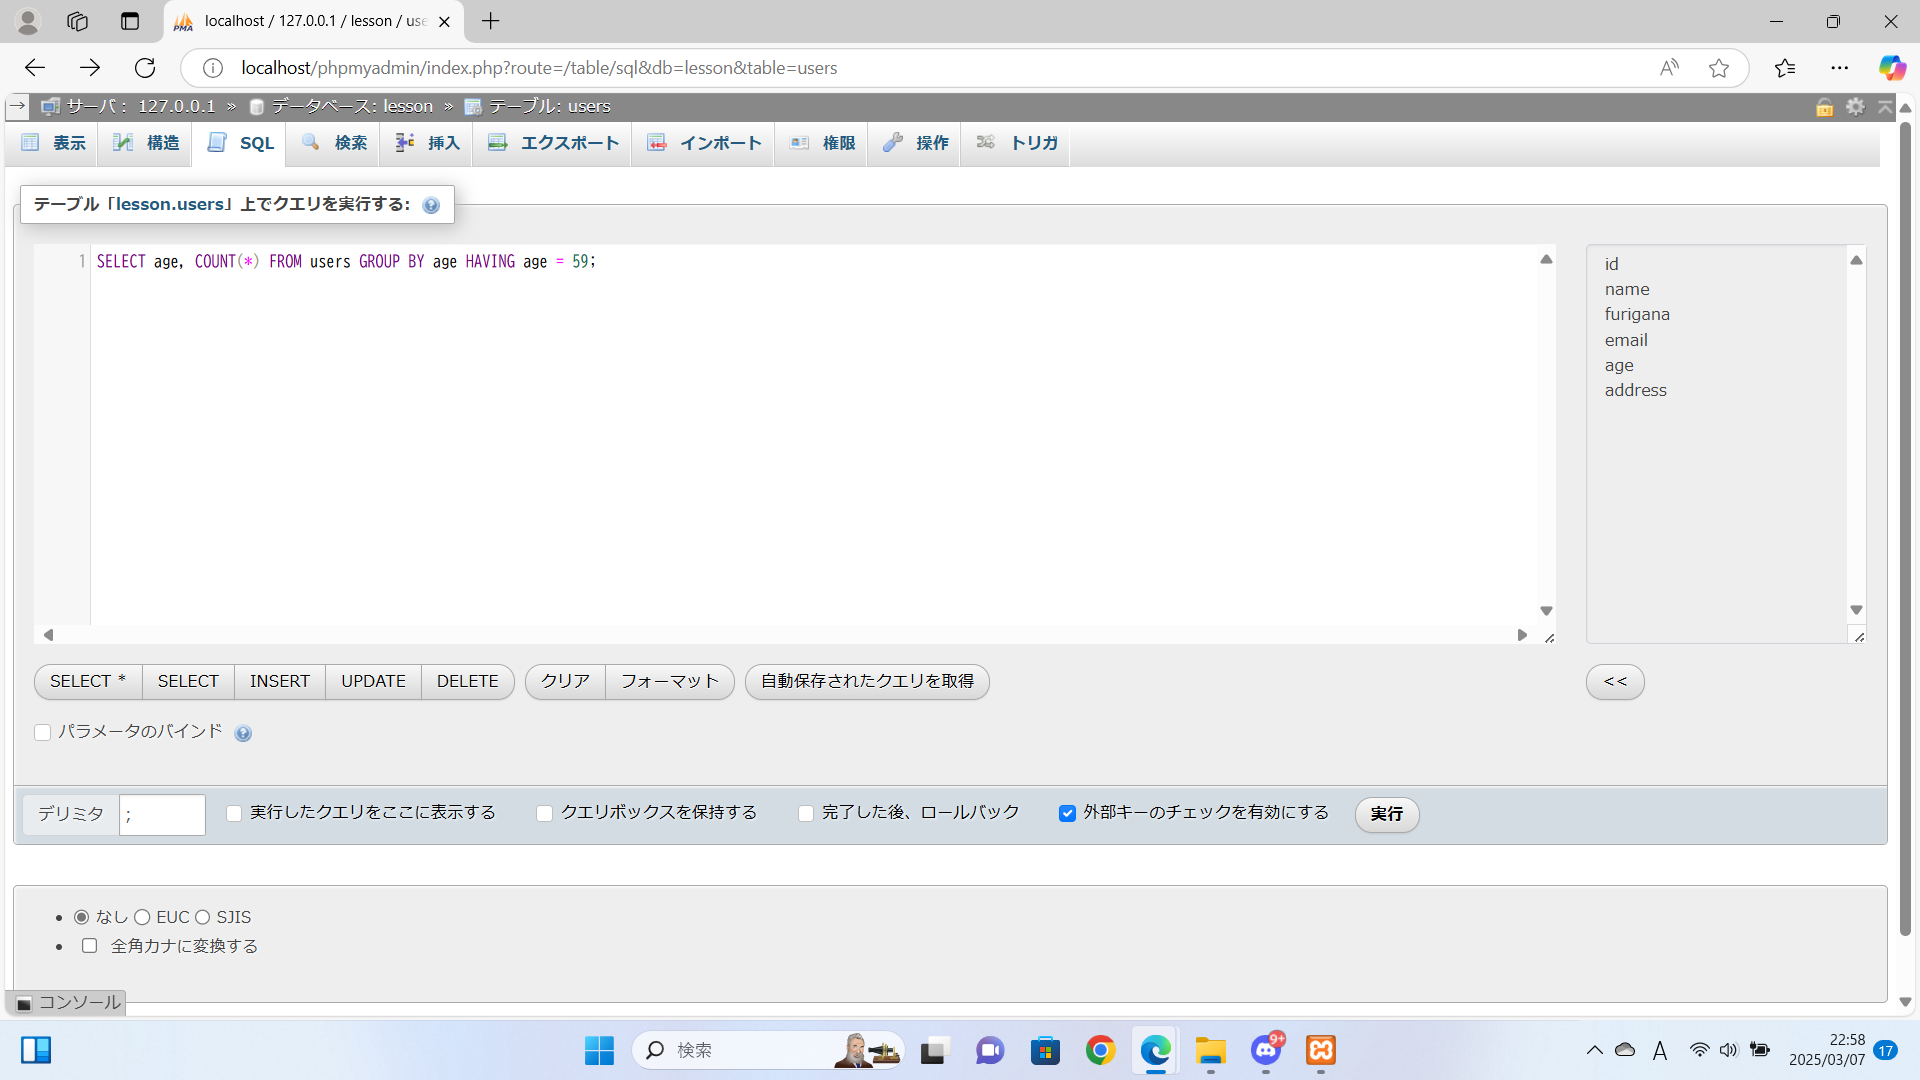 localhost / 127.0.0.1 / lesson / use
localhost/phpmyadmin/index.php?route=/table/sql&db=lesson&table=users
サーバ： 127.0.0.1 » データベース: lesson » テーブル: users
表示 構造 SQL 検索 挿入 エクスポート インポート 権限 操作 トリガ
テーブル「lesson.users」上でクエリを実行する:
1 SELECT age, COUNT(*) FROM users GROUP BY age HAVING age = 59;
id
name
furigana
email
age
address
SELECT * SELECT INSERT UPDATE DELETE クリア フォーマット 自動保存されたクエリを取得 <<
パラメータのバインド
デリミタ ; 実行したクエリをここに表示する クエリボックスを保持する 完了した後、ロールバック 外部キーのチェックを有効にする 実行
なし EUC SJIS
全角カナに変換する
コンソール
検索
9+
A
22:58
2025/03/07
17